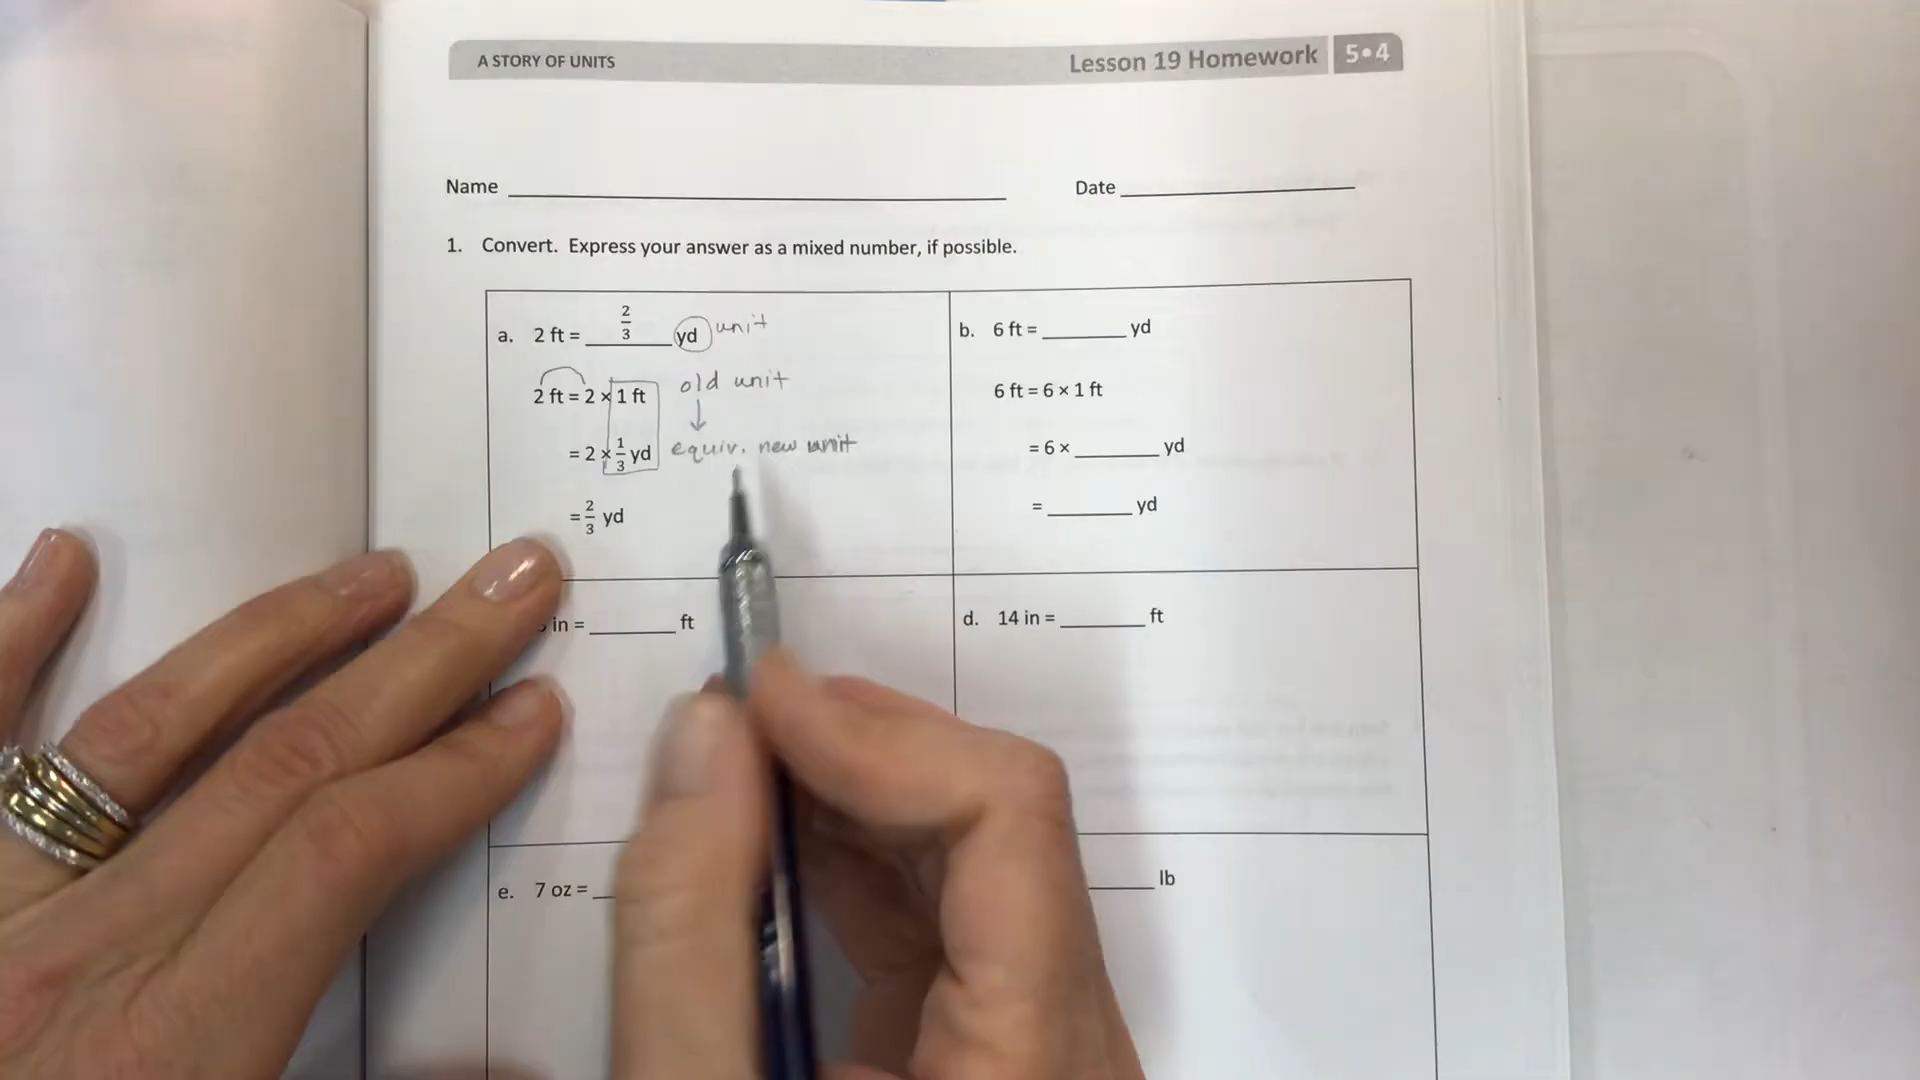 A STORY OF UNITS
Lesson 19 Homework 5•4
Name
Date
1. Convert. Express your answer as a mixed number, if possible.
a. 2 ft = 2/3 yd unit
2 ft = 2 × 1 ft old unit
= 2 × 1/3 yd equiv. new unit
= 2/3 yd
b. 6 ft = ________ yd
6 ft = 6 × 1 ft
= 6 × ________ yd
= ________ yd
in = ________ ft
d. 14 in = ________ ft
e. 7 oz =
lb